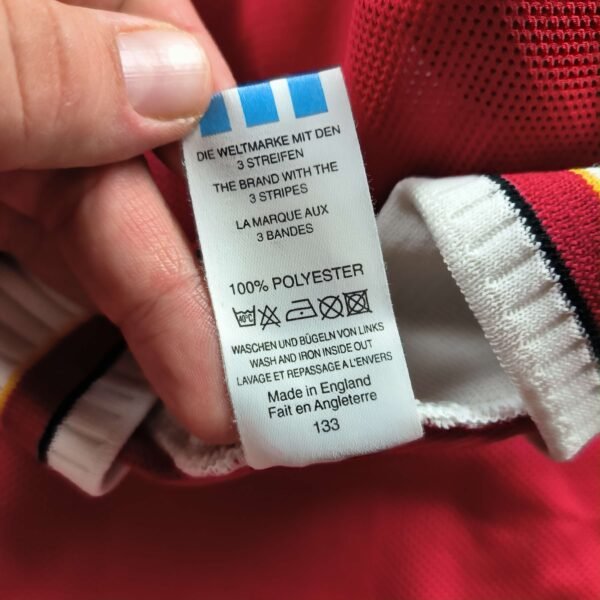 DIE WELTMARKE MIT DEN
3 STREIFEN
THE BRAND WITH THE
3 STRIPES
LA MARQUE AUX
3 BANDES
100% POLYESTER
40°C
WASCHEN UND BÜGELN VON LINKS
WASH AND IRON INSIDE OUT
LAVAGE ET REPASSAGE A L'ENVERS
Made in England
Fait en Angleterre
133